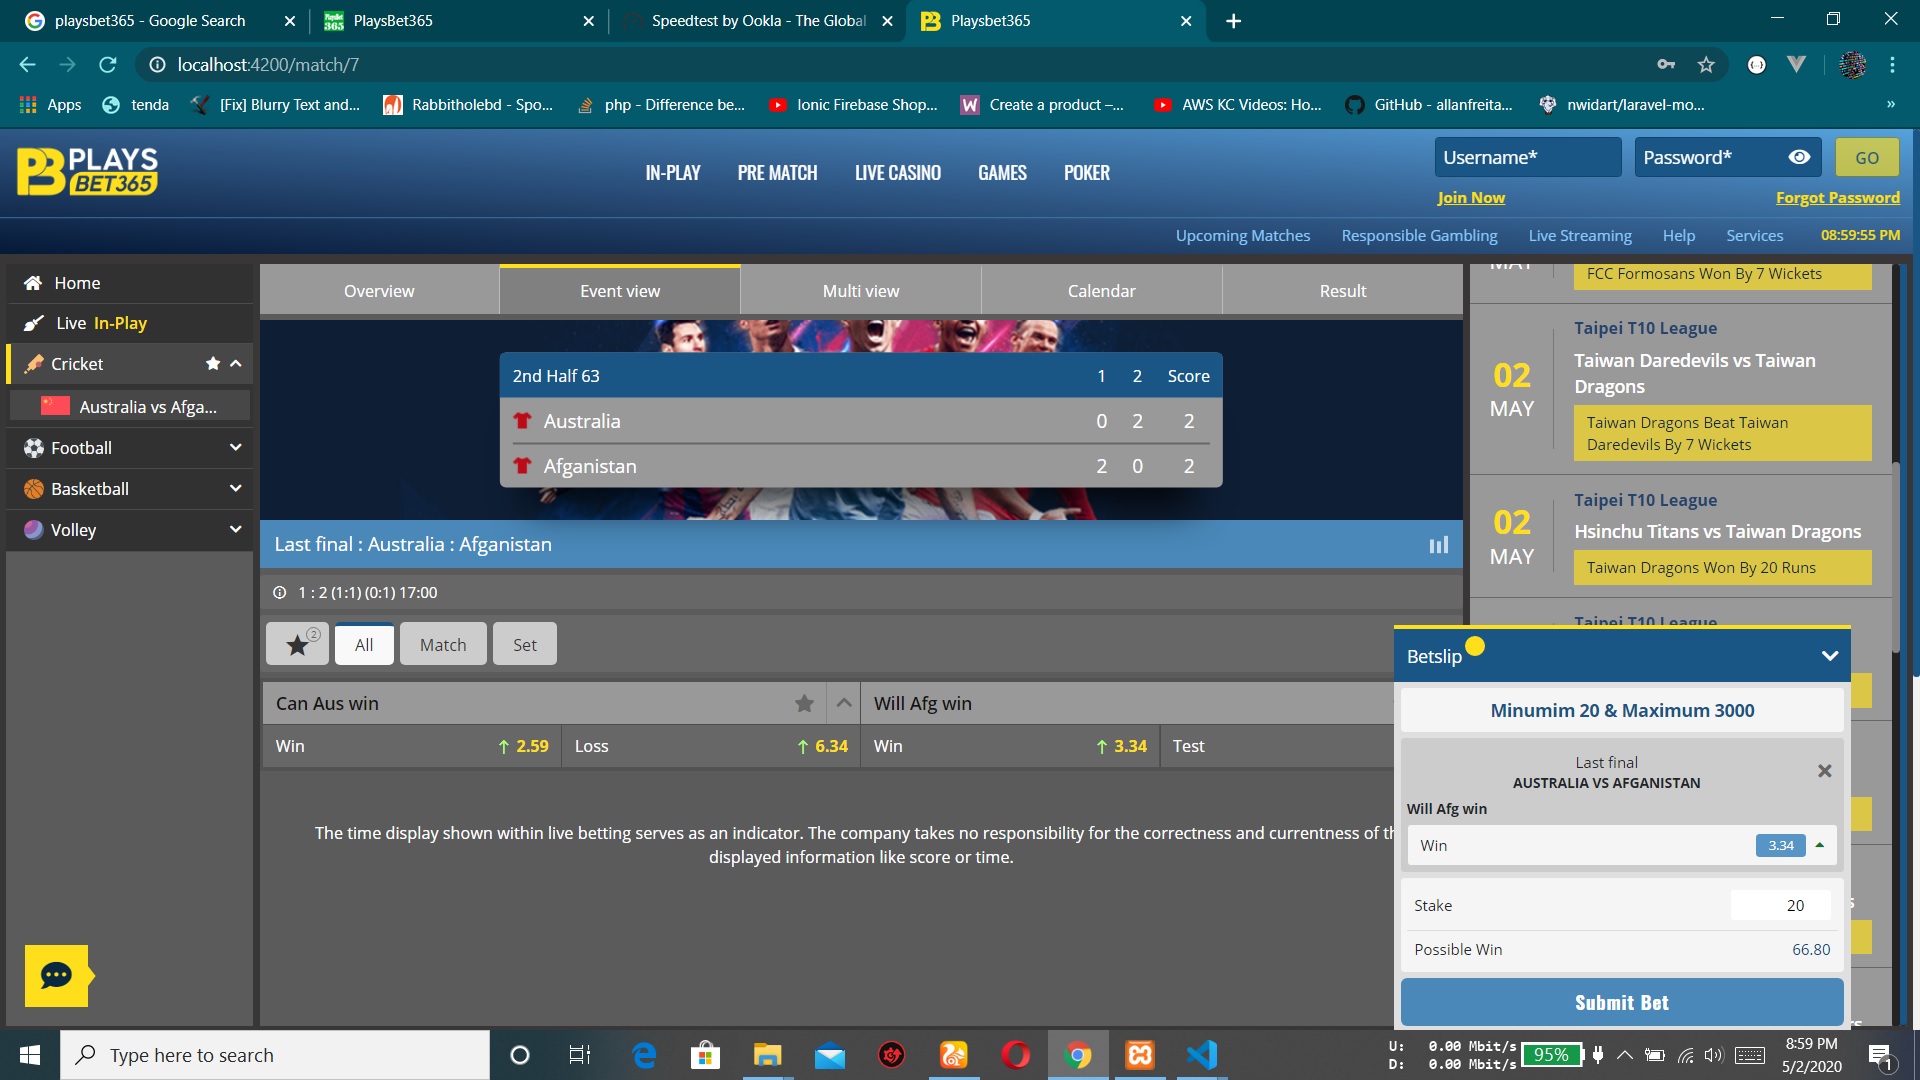 playsbet365 - Google Search
PlaysBet365
Speedtest by Ookla - The Global
Playsbet365
localhost:4200/match/7
Apps
tenda
[Fix] Blurry Text and...
Rabbitholebd - Spo...
php - Difference be...
Ionic Firebase Shop...
Create a product –...
AWS KC Videos: Ho...
GitHub - allanfreita...
nwidart/laravel-mo...
»
PB PLAYS
BET365
IN-PLAY
PRE MATCH
LIVE CASINO
GAMES
POKER
Username*
Password*
GO
Join Now
Forgot Password
Upcoming Matches
Responsible Gambling
Live Streaming
Help
Services
08:59:55 PM
Home
Live In-Play
Cricket
Australia vs Afga...
Football
Basketball
Volley
Overview
Event view
Multi view
Calendar
Result
2nd Half 63 1 2 Score
Australia 0 2 2
Afganistan 2 0 2
Last final : Australia : Afganistan
1 : 2 (1:1) (0:1) 17:00
2
All
Match
Set
Can Aus win
Will Afg win
Win 2.59
Loss 6.34
Win 3.34
Test
The time display shown within live betting serves as an indicator. The company takes no responsibility for the correctness and currentness of th
displayed information like score or time.
MAY
FCC Formosans Won By 7 Wickets
02
MAY
Taipei T10 League
Taiwan Daredevils vs Taiwan
Dragons
Taiwan Dragons Beat Taiwan
Daredevils By 7 Wickets
02
MAY
Taipei T10 League
Hsinchu Titans vs Taiwan Dragons
Taiwan Dragons Won By 20 Runs
Taipei T10 League
Betslip
Minumim 20 & Maximum 3000
Last final
AUSTRALIA VS AFGANISTAN
Will Afg win
Win 3.34
Stake 20
Possible Win 66.80
Submit Bet
Type here to search
U: 0.00 Mbit/s
D: 0.00 Mbit/s
95%
8:59 PM
5/2/2020
1